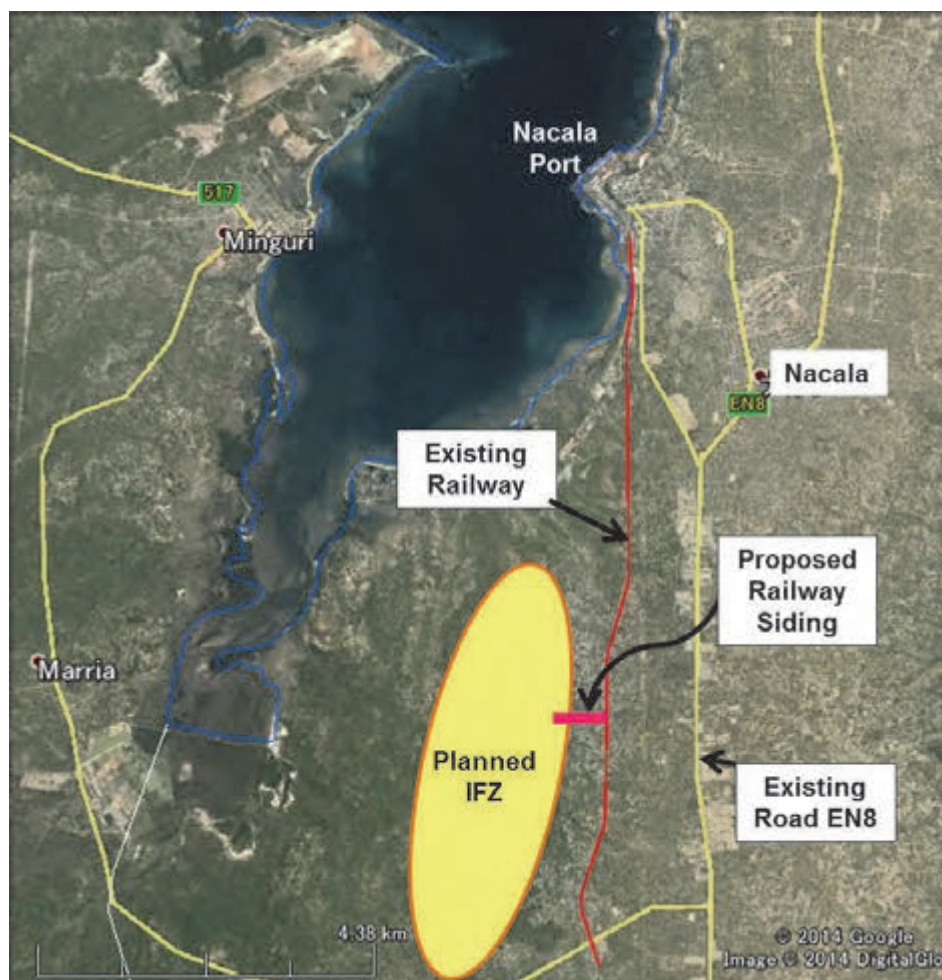 Nacala
Port
517
Minguri
Nacala
EN8
Existing
Railway
Proposed
Railway
Siding
Marria
Planned
IFZ
Existing
Road EN8
4.38 km
© 2014 Google
Image © 2014 DigitalGlo